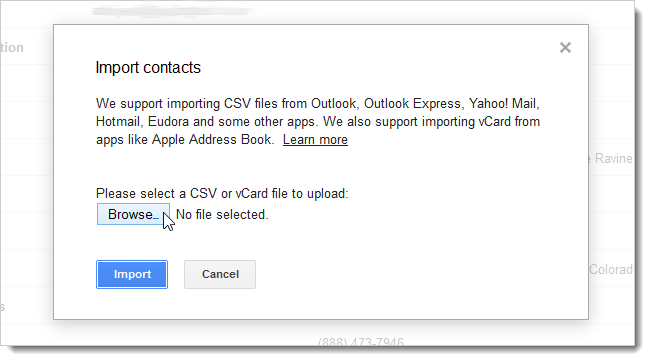 tion
×
Import contacts
We support importing CSV files from Outlook, Outlook Express, Yahoo! Mail,
Hotmail, Eudora and some other apps. We also support importing vCard from
apps like Apple Address Book. Learn more
e Ravine
Please select a CSV or vCard file to upload:
Browse… No file selected.
Import Cancel
Colorad
s
(888) 473-7946